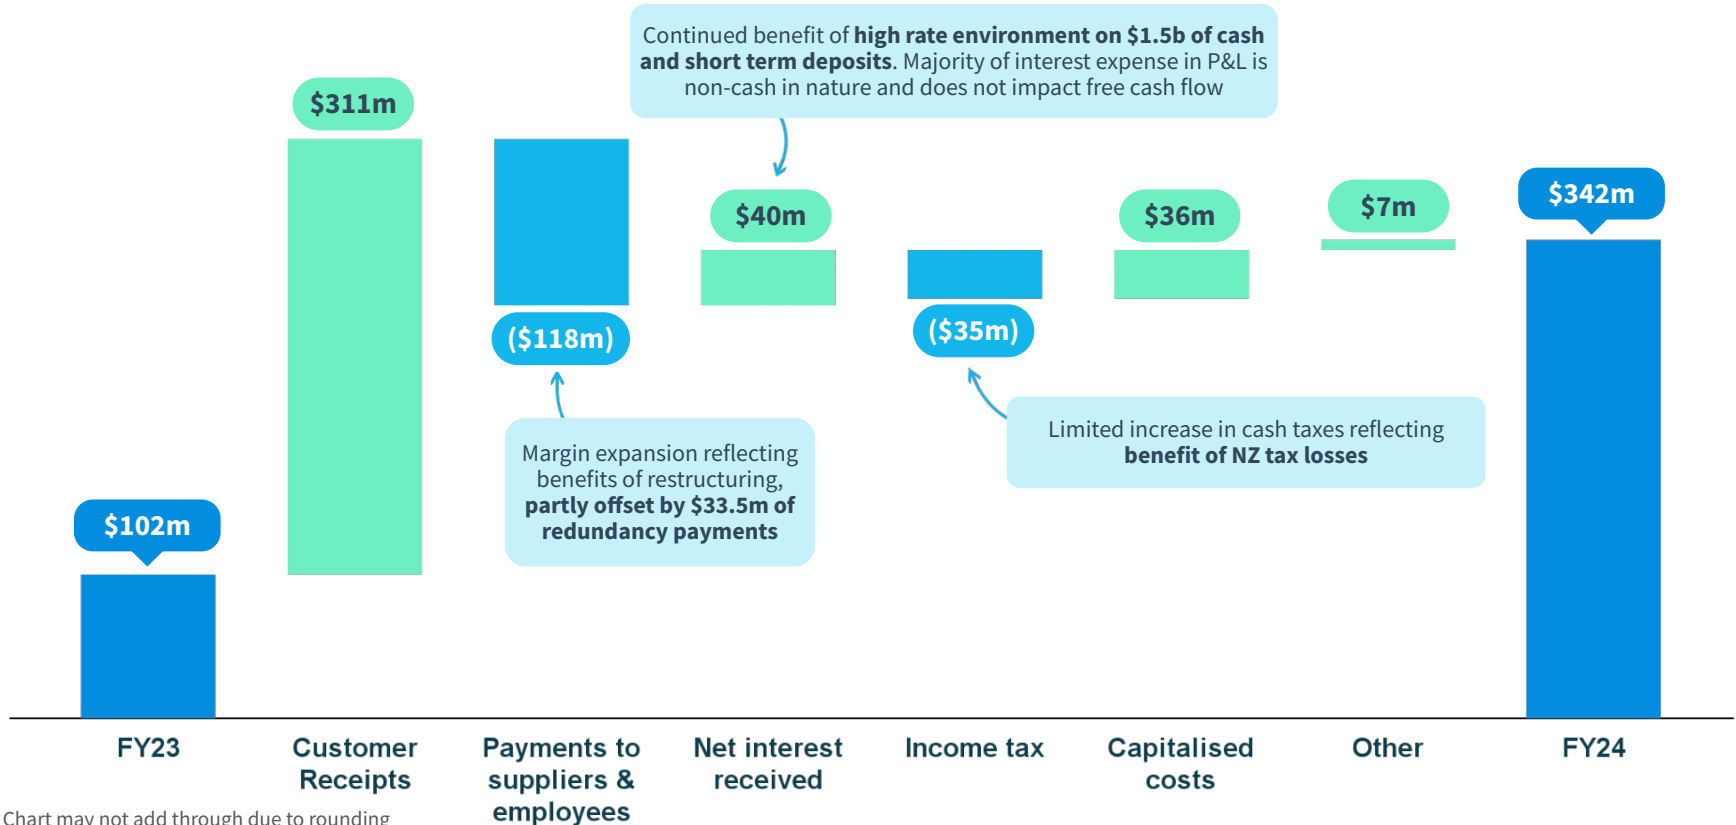 Continued benefit of high rate environment on $1.5b of cash
and short term deposits. Majority of interest expense in P&L is
non-cash in nature and does not impact free cash flow
$311m
$40m
$36m
$7m
$342m
($118m)
($35m)
Margin expansion reflecting
benefits of restructuring,
partly offset by $33.5m of
redundancy payments
Limited increase in cash taxes reflecting
benefit of NZ tax losses
$102m
FY23
Customer
Receipts
Payments to
suppliers &
employees
Net interest
received
Income tax
Capitalised
costs
Other
FY24
Chart may not add through due to rounding